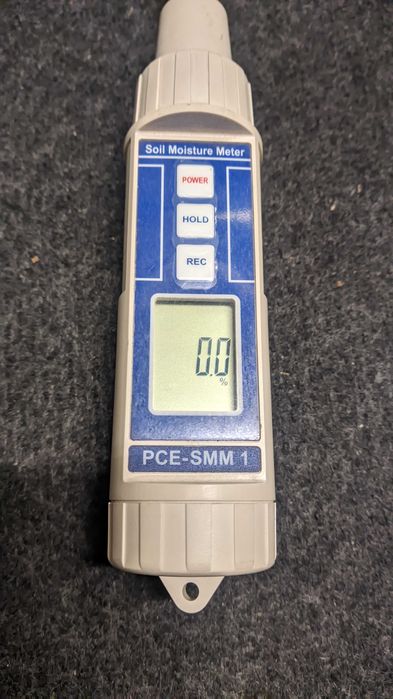 Soil Moisture Meter
POWER
HOLD
REC
0.0
%
PCE-SMM 1